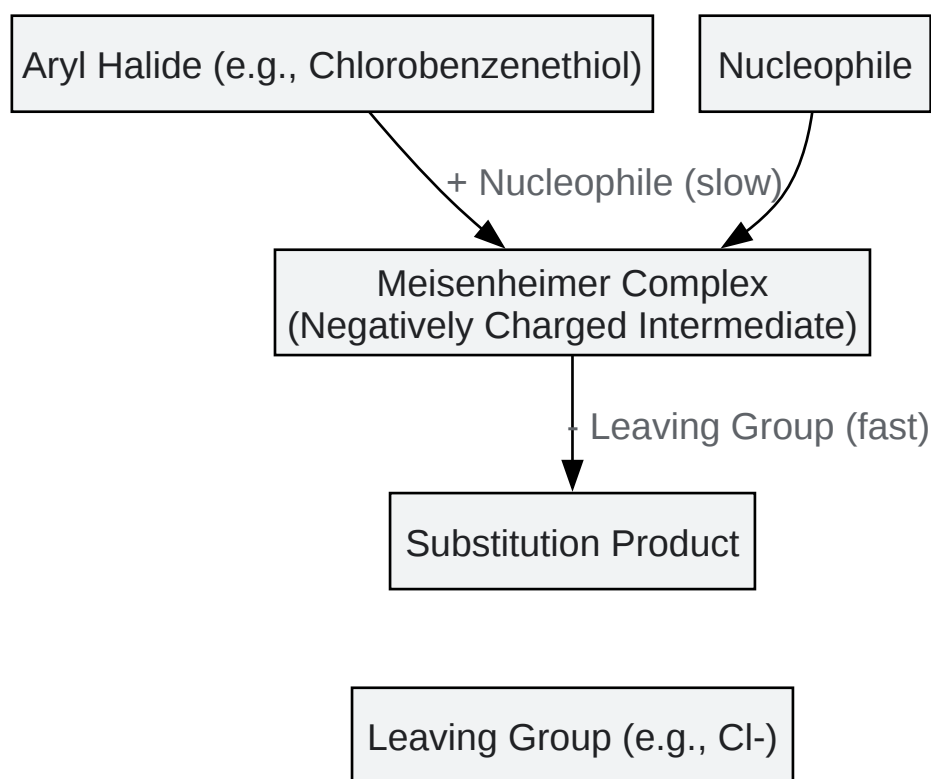 Aryl Halide (e.g., Chlorobenzenethiol)
Nucleophile
+ Nucleophile (slow)
Meisenheimer Complex
(Negatively Charged Intermediate)
- Leaving Group (fast)
Substitution Product
Leaving Group (e.g., Cl-)